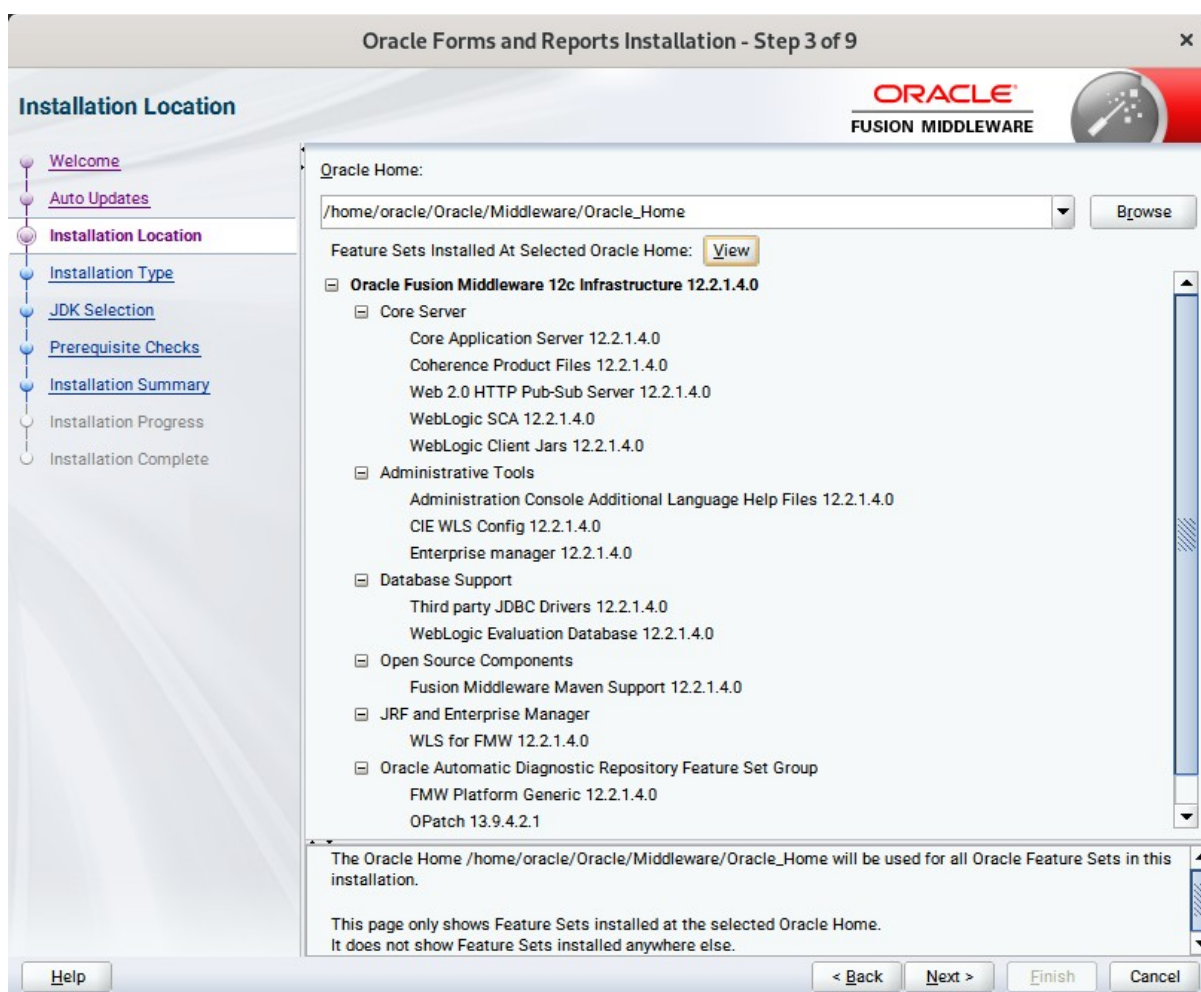 Oracle Forms and Reports Installation - Step 3 of 9
Installation Location
ORACLE
FUSION MIDDLEWARE
Welcome
Auto Updates
Installation Location
Installation Type
JDK Selection
Prerequisite Checks
Installation Summary
Installation Progress
Installation Complete
Oracle Home:
/home/oracle/Oracle/Middleware/Oracle_Home
Browse
Feature Sets Installed At Selected Oracle Home: View
Oracle Fusion Middleware 12c Infrastructure 12.2.1.4.0
Core Server
Core Application Server 12.2.1.4.0
Coherence Product Files 12.2.1.4.0
Web 2.0 HTTP Pub-Sub Server 12.2.1.4.0
WebLogic SCA 12.2.1.4.0
WebLogic Client Jars 12.2.1.4.0
Administrative Tools
Administration Console Additional Language Help Files 12.2.1.4.0
CIE WLS Config 12.2.1.4.0
Enterprise manager 12.2.1.4.0
Database Support
Third party JDBC Drivers 12.2.1.4.0
WebLogic Evaluation Database 12.2.1.4.0
Open Source Components
Fusion Middleware Maven Support 12.2.1.4.0
JRF and Enterprise Manager
WLS for FMW 12.2.1.4.0
Oracle Automatic Diagnostic Repository Feature Set Group
FMW Platform Generic 12.2.1.4.0
OPatch 13.9.4.2.1
The Oracle Home /home/oracle/Oracle/Middleware/Oracle_Home will be used for all Oracle Feature Sets in this
installation.
This page only shows Feature Sets installed at the selected Oracle Home.
It does not show Feature Sets installed anywhere else.
Help
< Back
Next >
Finish
Cancel